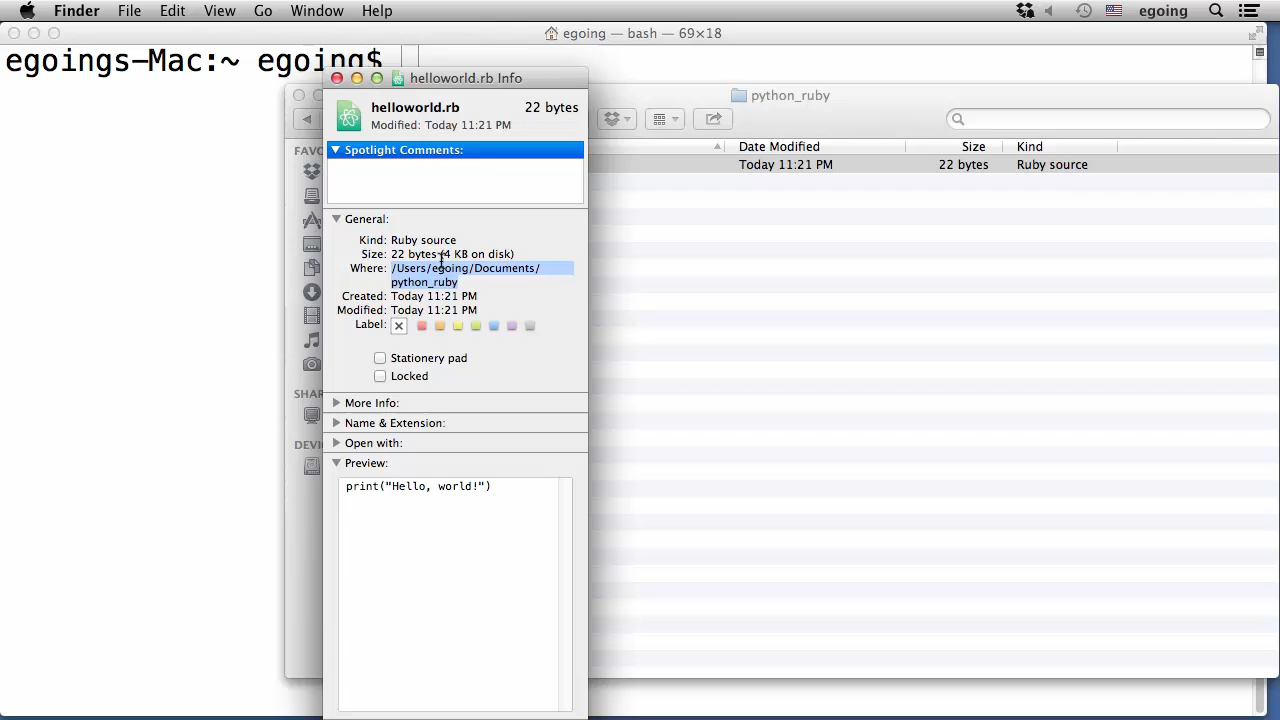 Finder File Edit View Go Window Help egoing
egoing — bash — 69×18
egoings-Mac:~ egoing$
helloworld.rb Info
python_ruby
helloworld.rb 22 bytes
Modified: Today 11:21 PM
Spotlight Comments:
FAVO
Date Modified Size Kind
Today 11:21 PM 22 bytes Ruby source
General:
Kind: Ruby source
Size: 22 bytes (4 KB on disk)
Where: /Users/egoing/Documents/
python_ruby
Created: Today 11:21 PM
Modified: Today 11:21 PM
Label:
Stationery pad
Locked
SHAR
More Info:
Name & Extension:
DEVI
Open with:
Preview:
print("Hello, world!")